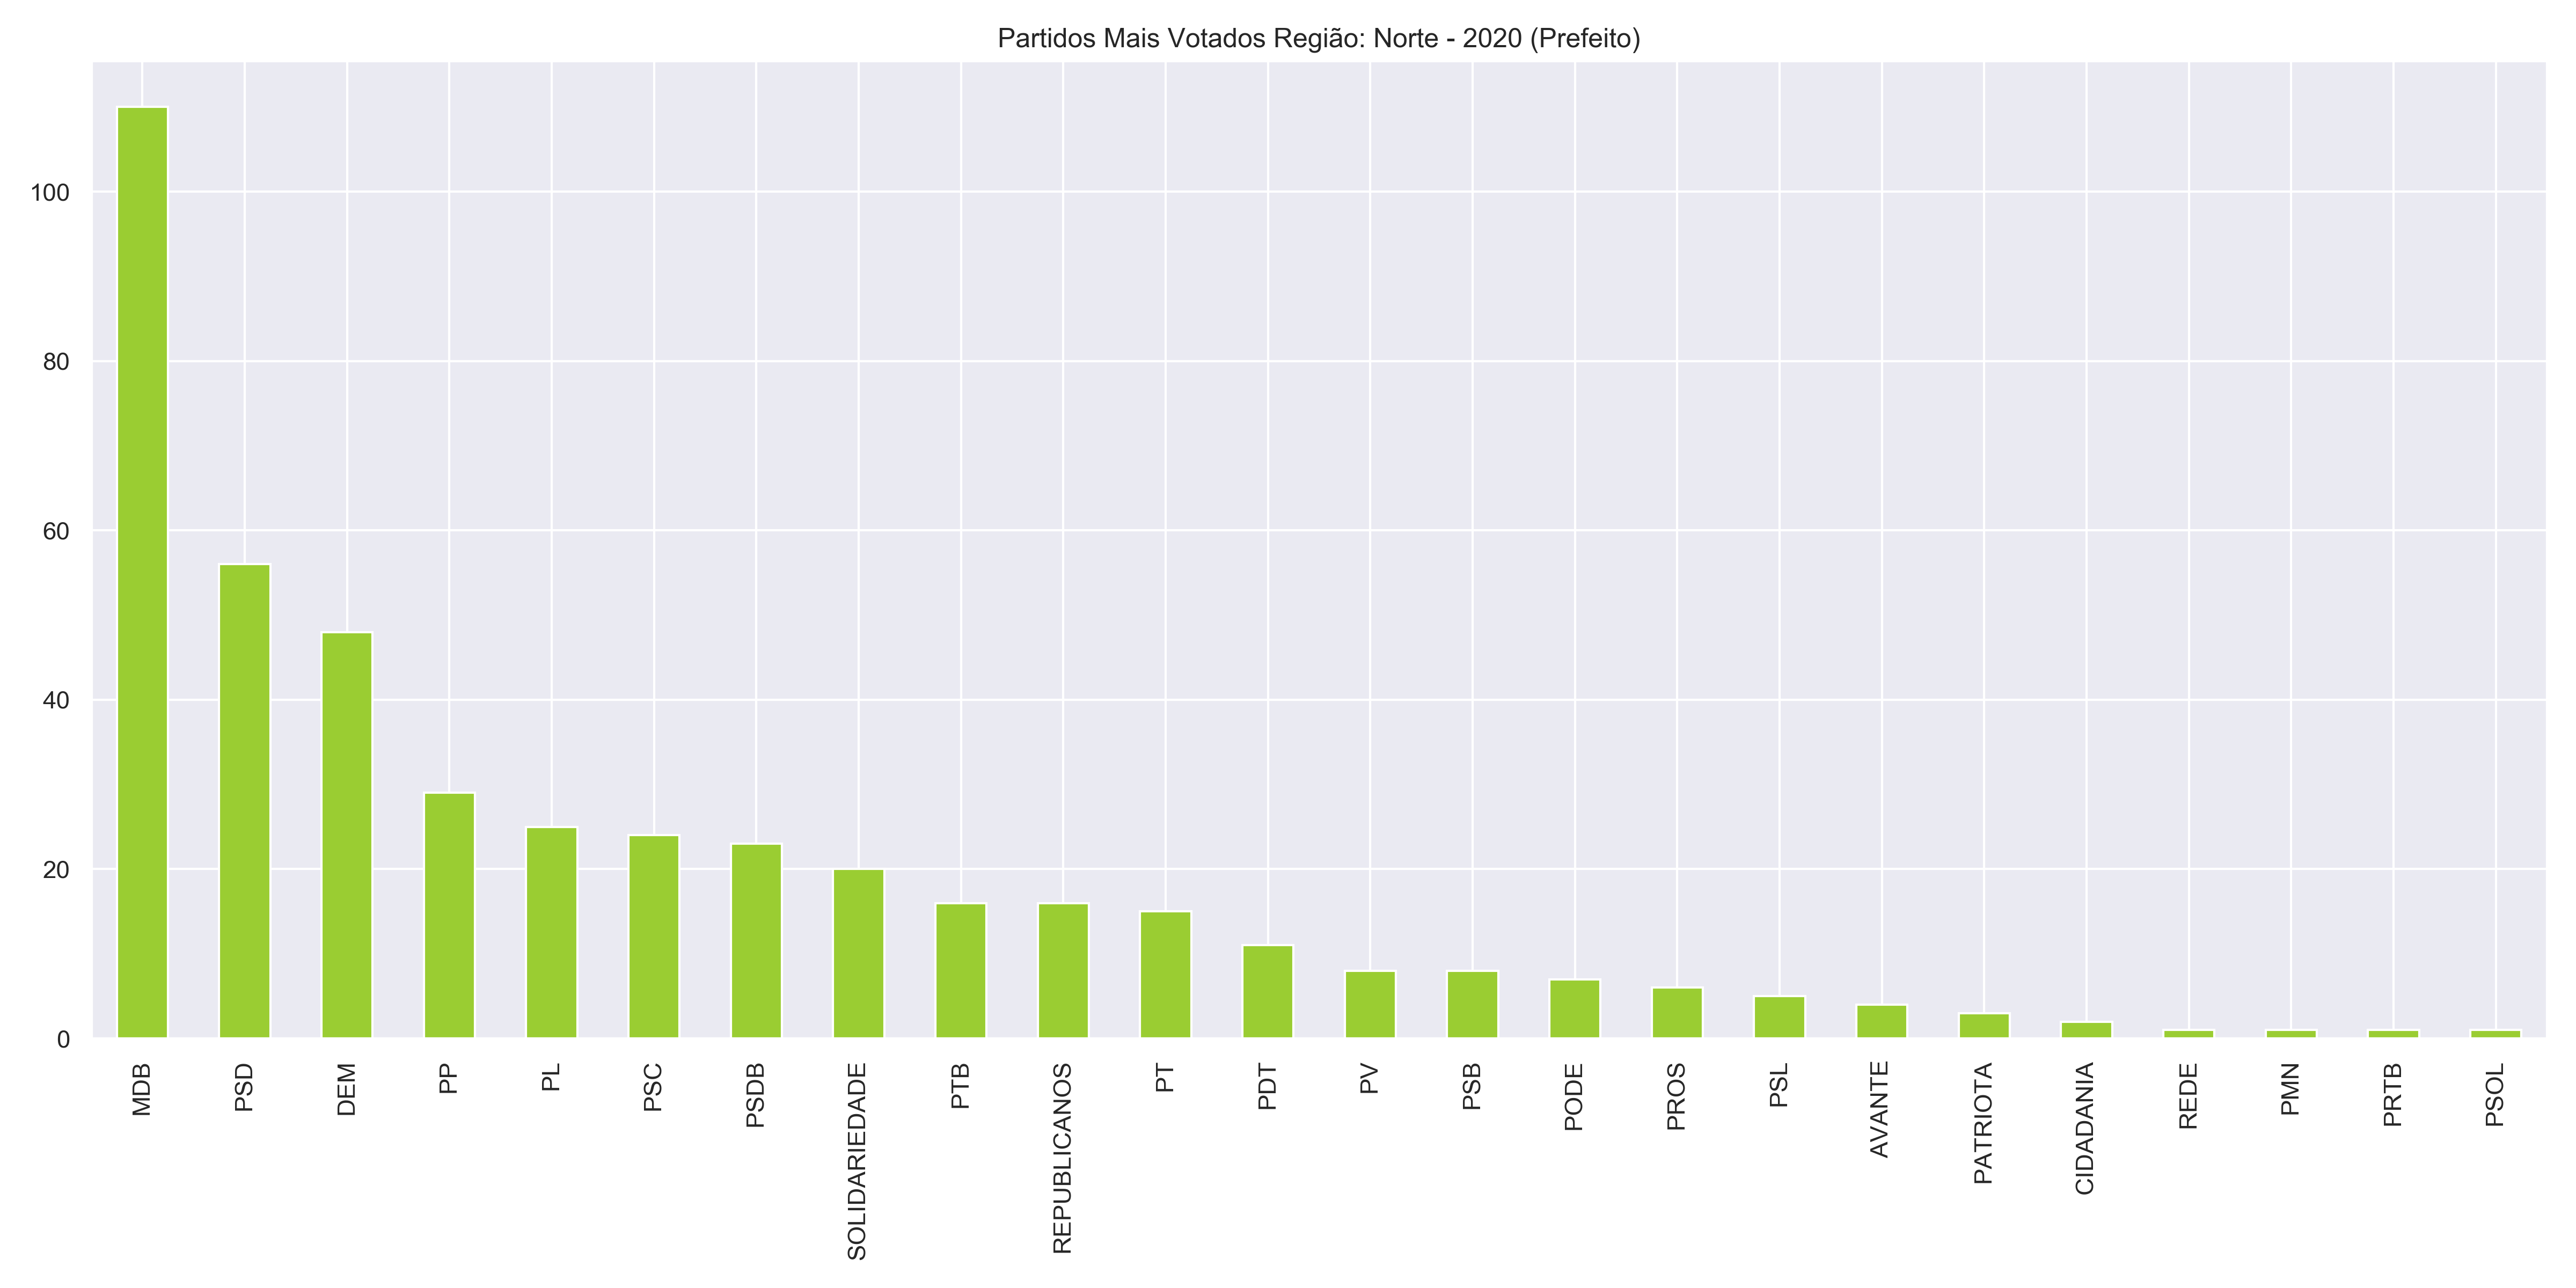 Partidos Mais Votados Região: Norte - 2020 (Prefeito)
100
80
60
40
20
0
MDB
PSD
DEM
PP
PL
PSC
PSDB
SOLIDARIEDADE
PTB
REPUBLICANOS
PT
PDT
PV
PSB
PODE
PROS
PSL
AVANTE
PATRIOTA
CIDADANIA
REDE
PMN
PRTB
PSOL